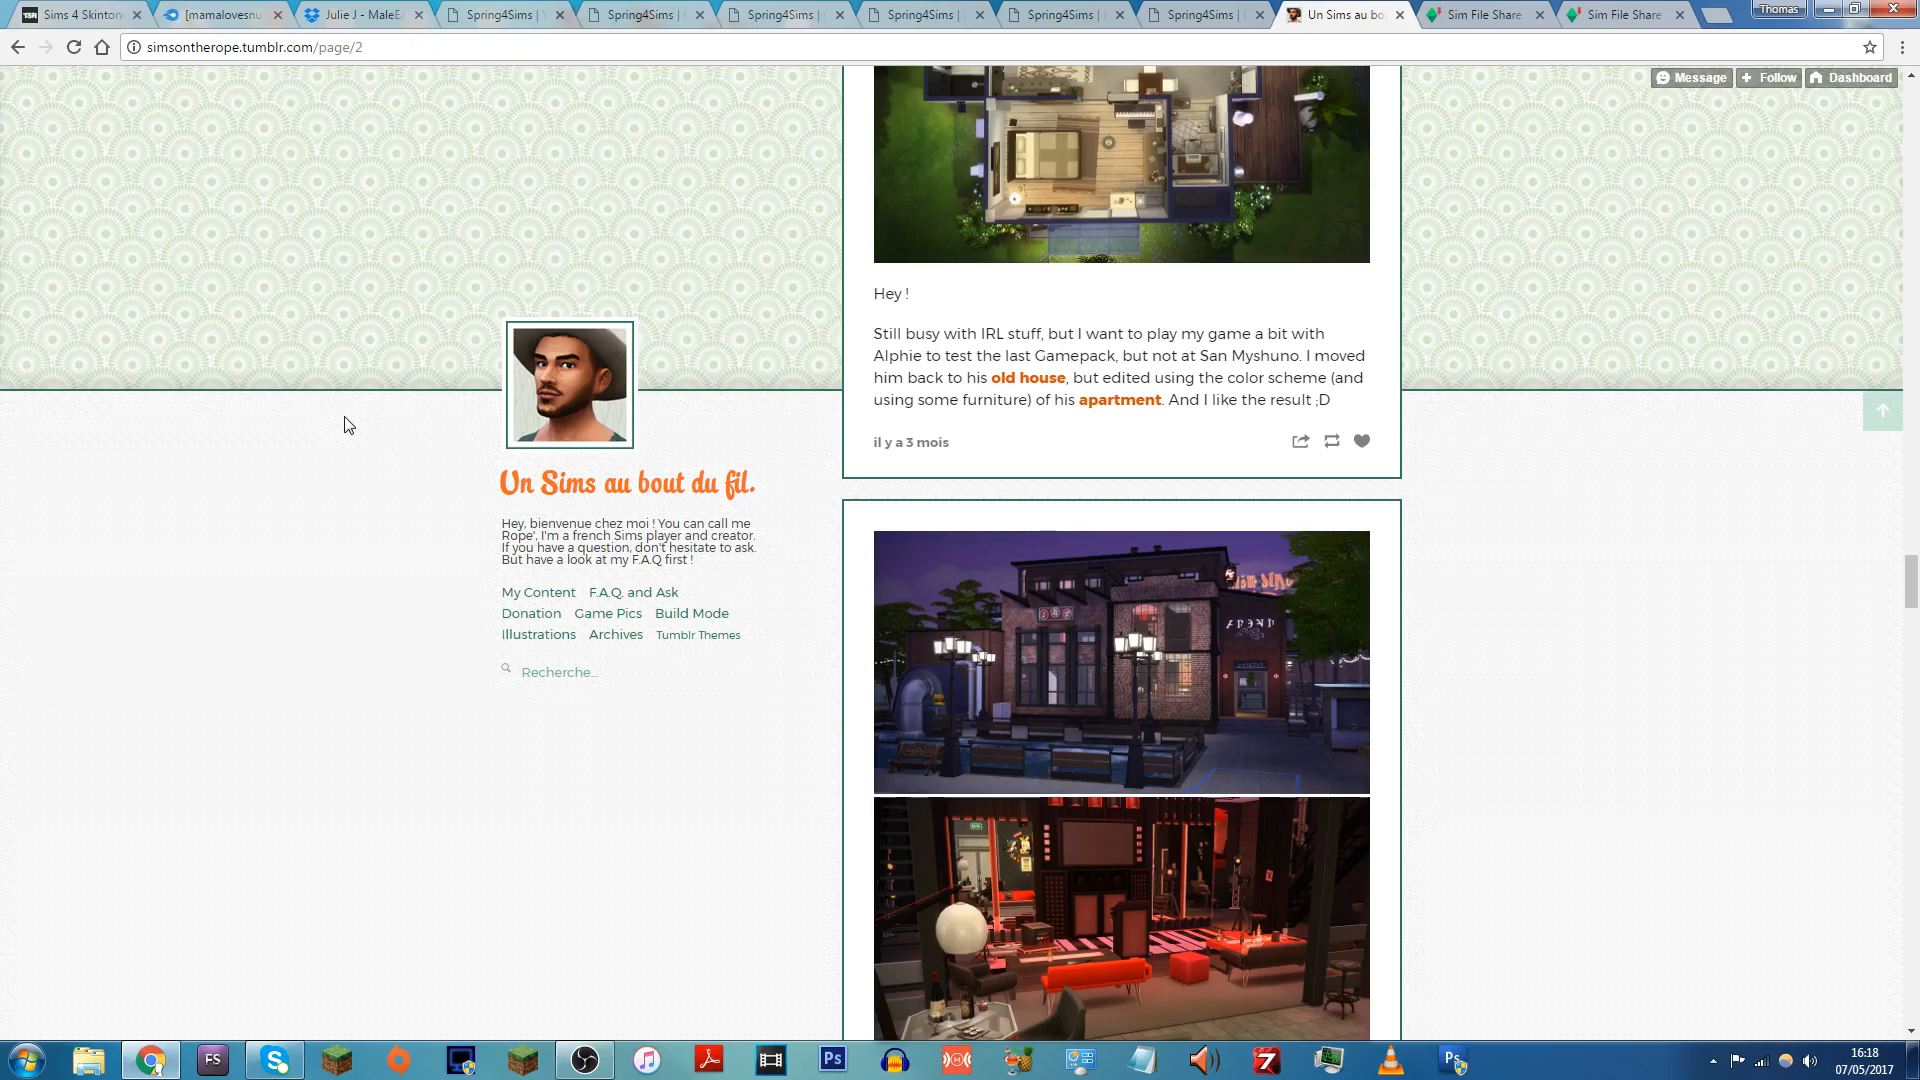 Sims 4 Skinton
[mamalovesnu
Julie J - MaleE
Spring4Sims |
Spring4Sims |
Spring4Sims |
Spring4Sims |
Spring4Sims |
Spring4Sims |
Un Sims au bo
Sim File Share
Sim File Share
Thomas
simsontherope.tumblr.com/page/2
Message
Follow
Dashboard
Hey !
Still busy with IRL stuff, but I want to play my game a bit with
Alphie to test the last Gamepack, but not at San Myshuno. I moved
him back to his old house, but edited using the color scheme (and
using some furniture) of his apartment. And I like the result ;D
il y a 3 mois
Un Sims au bout du fil.
Hey, bienvenue chez moi ! You can call me
Rope', I'm a french Sims player and creator.
If you have a question, don't hesitate to ask.
But have a look at my F.A.Q first !
My Content F.A.Q. and Ask
Donation Game Pics Build Mode
Illustrations Archives Tumblr Themes
Recherche...
FS
Ps
Ps
16:18
07/05/2017